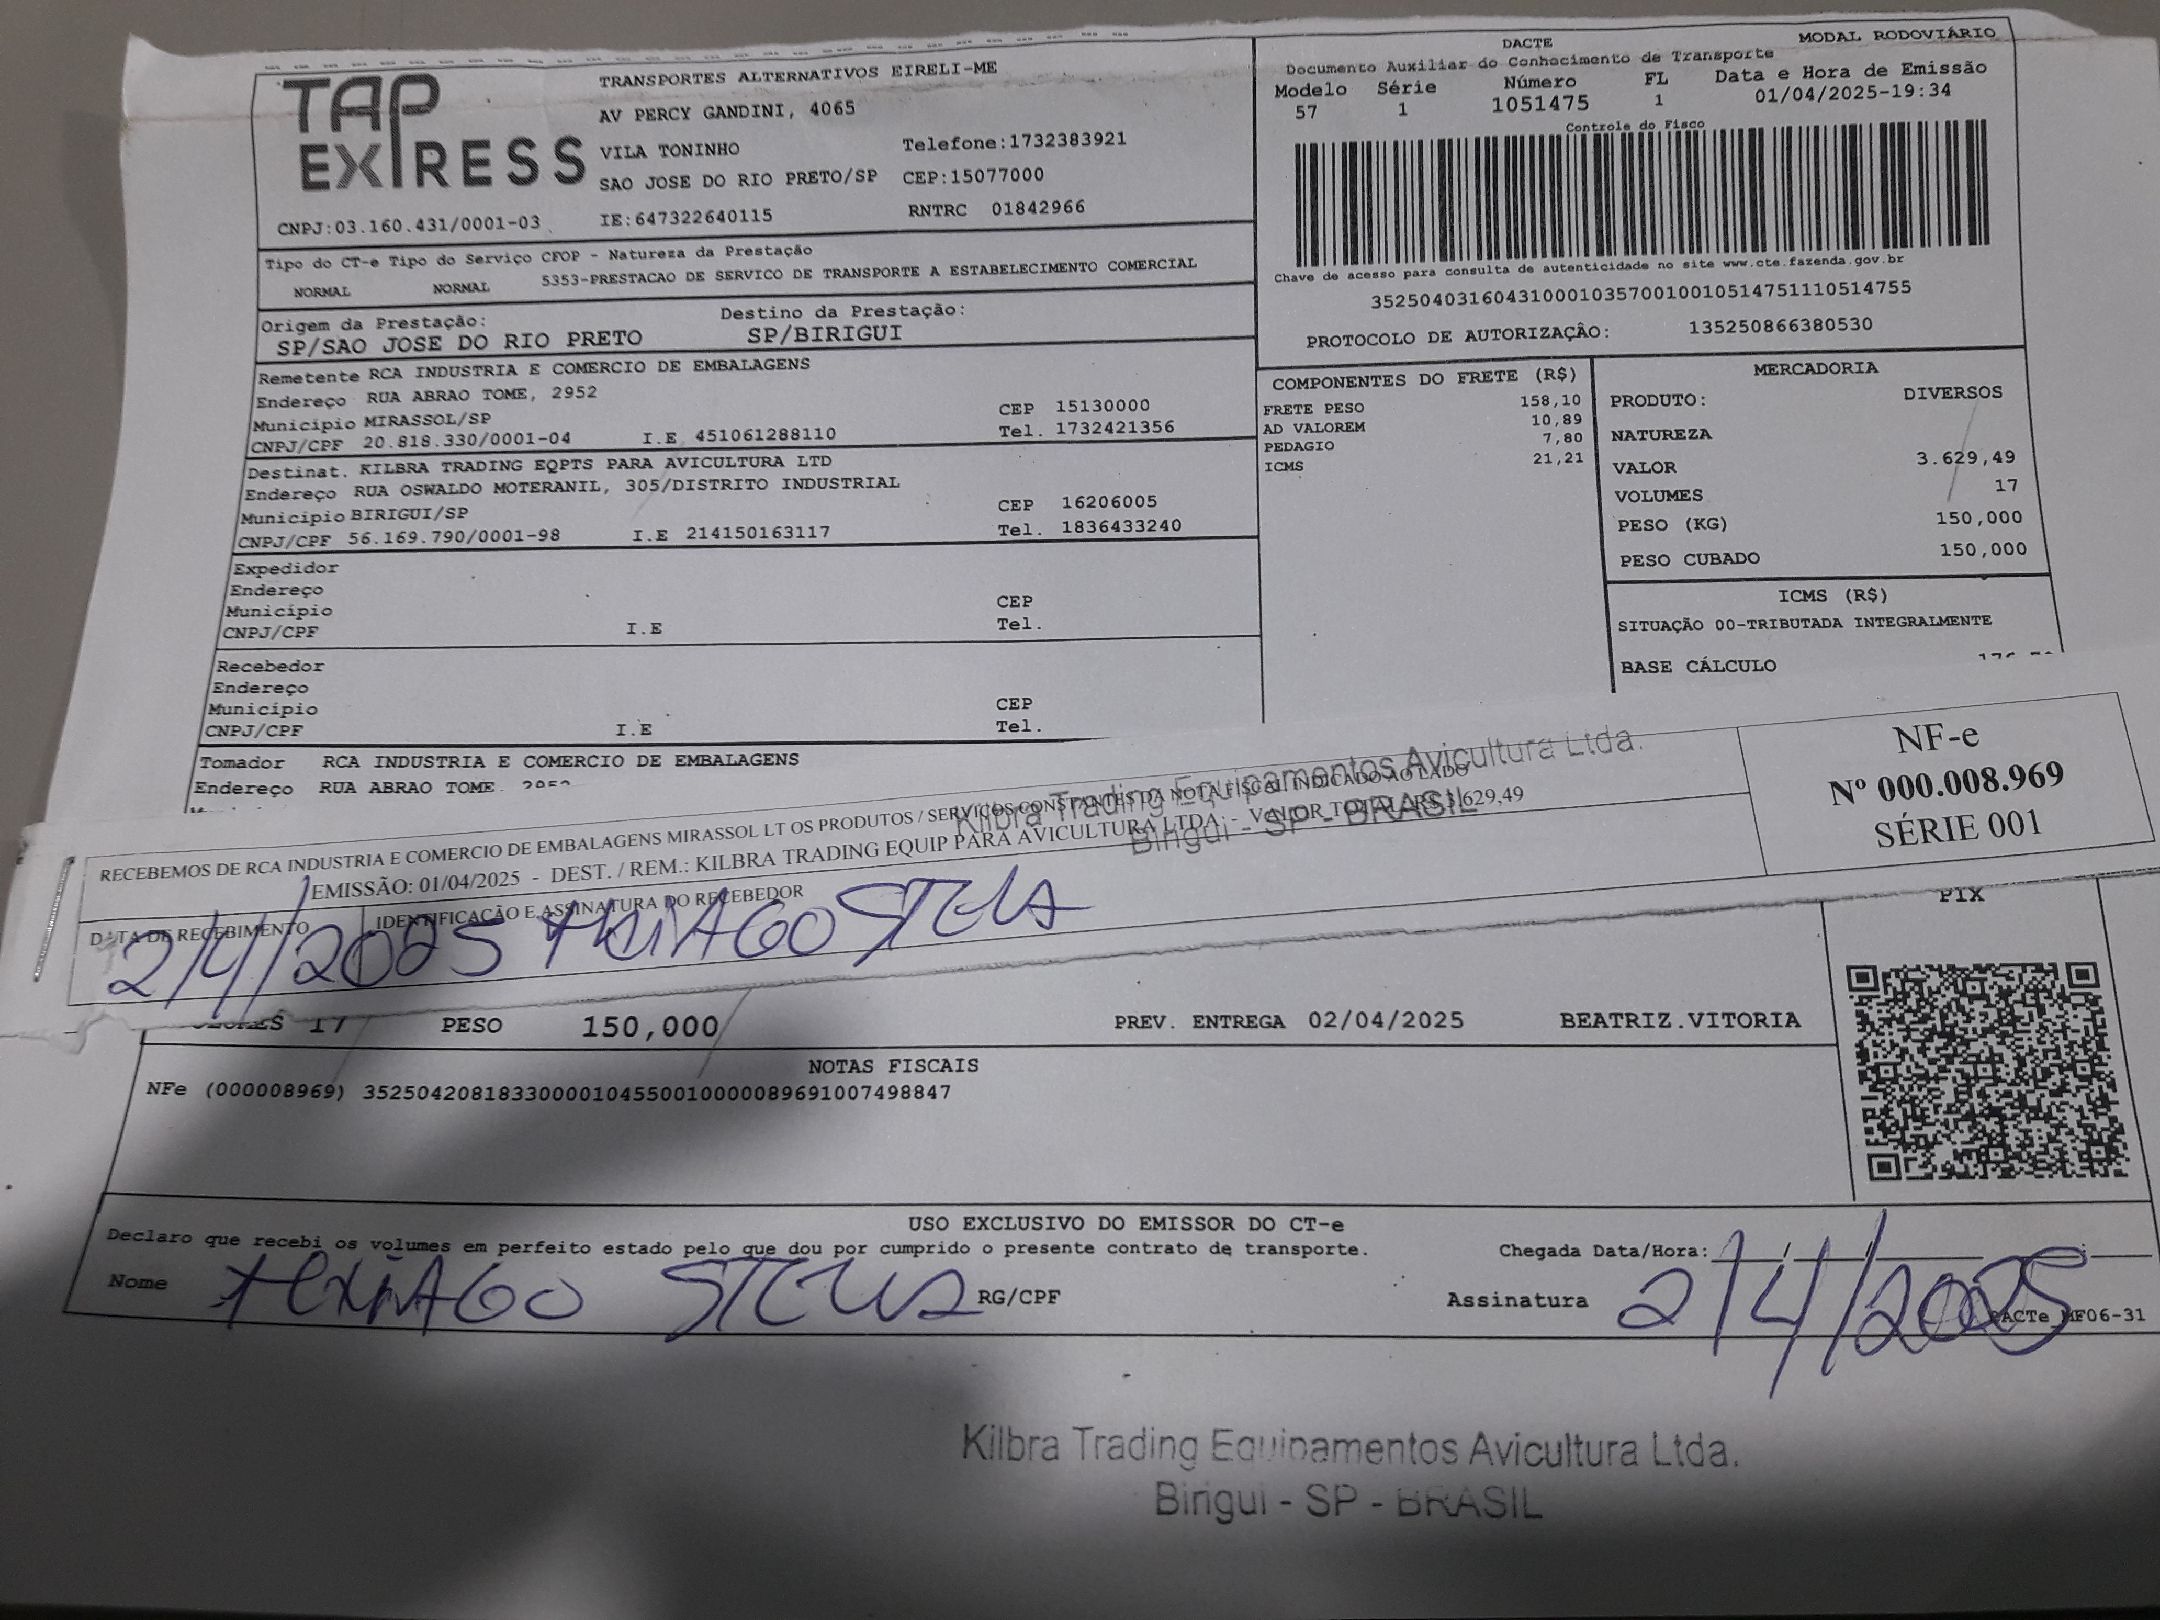 TAP EXPRESS
TRANSPORTES ALTERNATIVOS EIRELI-ME
AV PERCY GANDINI, 4065
VILA TONINHO Telefone:1732383921
SAO JOSE DO RIO PRETO/SP CEP:15077000
CNPJ:03.160.431/0001-03 IE:647322640115 RNTRC 01842966
DACTE MODAL RODOVIÁRIO
Documento Auxiliar do Conhecimento de Transporte
Modelo Série Número FL Data e Hora de Emissão
57 1 1051475 1 01/04/2025-19:34
Controle do Fisco
Chave de acesso para consulta de autenticidade no site www.cte.fazenda.gov.br
35250403160431000103570010010514751110514755
PROTOCOLO DE AUTORIZAÇÂO: 135250866380530
Tipo do CT-e Tipo do Serviço CFOP - Natureza da Prestação
NORMAL NORMAL 5353-PRESTACAO DE SERVICO DE TRANSPORTE A ESTABELECIMENTO COMERCIAL
Origem da Prestação: Destino da Prestação:
SP/SAO JOSE DO RIO PRETO SP/BIRIGUI
Remetente RCA INDUSTRIA E COMERCIO DE EMBALAGENS
Endereço RUA ABRAO TOME, 2952
Município MIRASSOL/SP CEP 15130000
CNPJ/CPF 20.818.330/0001-04 I.E 451061288110 Tel. 1732421356
Destinat. KILBRA TRADING EQPTS PARA AVICULTURA LTD
Endereço RUA OSWALDO MOTERANIL, 305/DISTRITO INDUSTRIAL
Município BIRIGUI/SP CEP 16206005
CNPJ/CPF 56.169.790/0001-98 I.E 214150163117 Tel. 1836433240
Expedidor
Endereço
Município CEP
CNPJ/CPF I.E Tel.
Recebedor
Endereço
Município CEP
CNPJ/CPF I.E Tel.
Tomador RCA INDUSTRIA E COMERCIO DE EMBALAGENS
Endereço RUA ABRAO TOME
COMPONENTES DO FRETE (R$)
FRETE PESO 158,10
AD VALOREM 10,89
PEDAGIO 7,80
ICMS 21,21
MERCADORIA
PRODUTO: DIVERSOS
NATUREZA
VALOR 3.629,49
VOLUMES 17
PESO (KG) 150,000
PESO CUBADO 150,000
ICMS (R$)
SITUAÇÃO 00-TRIBUTADA INTEGRALMENTE
BASE CÁLCULO
Kilbra Trading Equipamentos Avicultura Ltda.
Birigui - SP - BRASIL
RECEBEMOS DE RCA INDUSTRIA E COMERCIO DE EMBALAGENS MIRASSOL LT OS PRODUTOS / SERVIÇOS CONSTANTES DA NOTA FISCAL INDICADO AO LADO
EMISSÃO: 01/04/2025 - DEST. / REM.: KILBRA TRADING EQUIP PARA AVICULTURA LTDA - VALOR TOTAL: R$ 3.629,49
DATA DE RECEBIMENTO IDENTIFICAÇÃO E ASSINATURA DO RECEBEDOR
2/4/2025
NF-e
Nº 000.008.969
SÉRIE 001
PIX
17 PESO 150,000 PREV. ENTREGA 02/04/2025 BEATRIZ.VITORIA
NOTAS FISCAIS
NFe (000008969) 35250420818330000104550010000089691007498847
USO EXCLUSIVO DO EMISSOR DO CT-e
Declaro que recebi os volumes em perfeito estado pelo que dou por cumprido o presente contrato de transporte. Chegada Data/Hora:
Nome RG/CPF Assinatura 2/4/2025
DACTe_MF06-31
Kilbra Trading Equipamentos Avicultura Ltda.
Birigui - SP - BRASIL